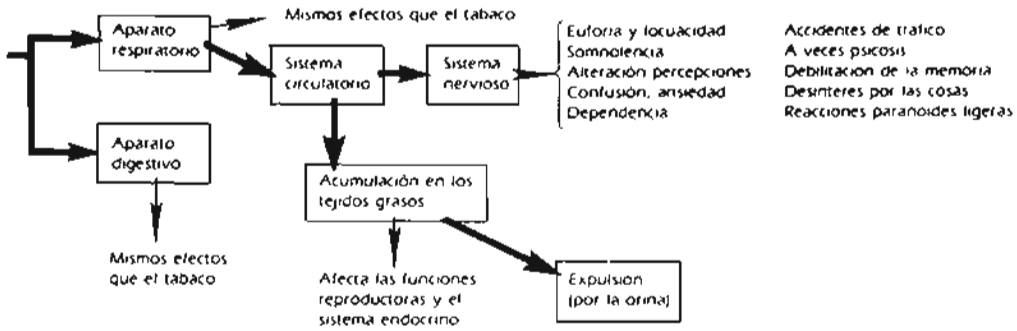 Mismos efectos que el tabaco
Aparato
respiratorio
Sistema
circulatorio
Sistema
nervioso
Euforia y locuacidad
Somnolencia
Alteración percepciones
Confusión, ansiedad
Dependencia
Accidentes de tráfico
A veces psicosis
Debilitación de la memoria
Desinterés por las cosas
Reacciones paranoides ligeras
Aparato
digestivo
Acumulación en los
tejidos grasos
Mismos efectos
que el tabaco
Afecta las funciones
reproductoras y el
sistema endocrino
Expulsión
(por la orina)